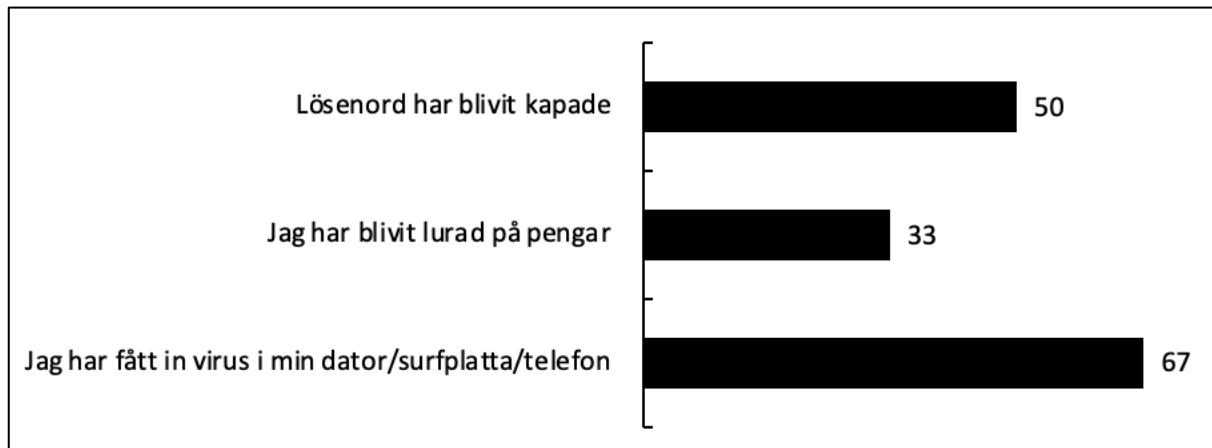 Lösenord har blivit kapade
50
Jag har blivit lurad på pengar
33
Jag har fått in virus i min dator/surfplatta/telefon
67